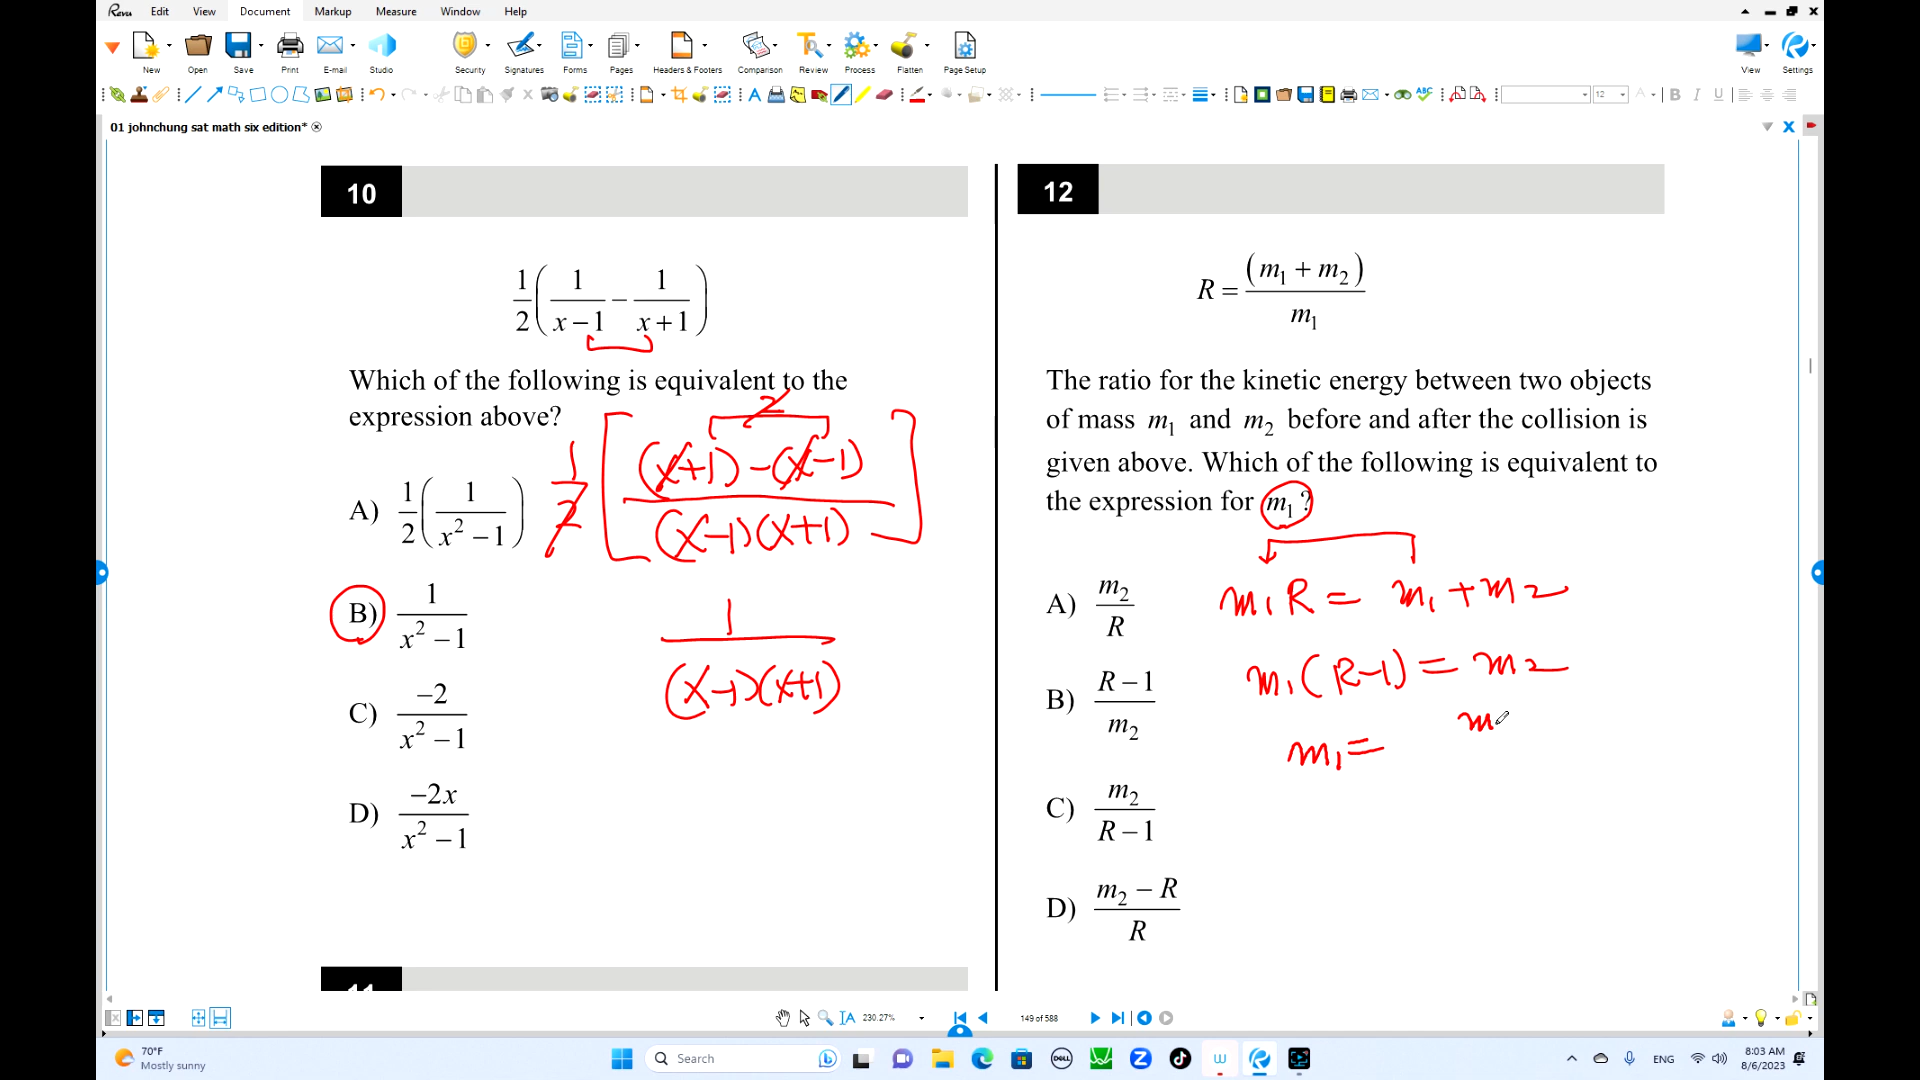 Revu Edit View Document Markup Measure Window Help
New Open Save Print E-mail Studio Security Signatures Forms Pages Headers & Footers Comparison Review Process Flatten Page Setup View Settings
12 A B I U
01 johnchung sat math six edition*
10
1/2 ( 1/(x − 1) − 1/(x + 1) )
Which of the following is equivalent to the
expression above?
2
1/2 [ ((x+1) − (x−1)) / ((x−1)(x+1)) ]
A) 1/2 ( 1/(x² − 1) )
B) 1/(x² − 1)
1/((x−1)(x+1))
C) −2/(x² − 1)
D) −2x/(x² − 1)
11
12
R = (m₁ + m₂)/m₁
The ratio for the kinetic energy between two objects
of mass m₁ and m₂ before and after the collision is
given above. Which of the following is equivalent to
the expression for m₁?
A) m₂/R
m₁R = m₁ + m₂
m₁(R−1) = m₂
B) (R − 1)/m₂
m
m₁ =
C) m₂/(R − 1)
D) (m₂ − R)/R
230.27% 149 of 588
70°F
Mostly sunny
Search
DELL
ENG
8:03 AM
8/6/2023